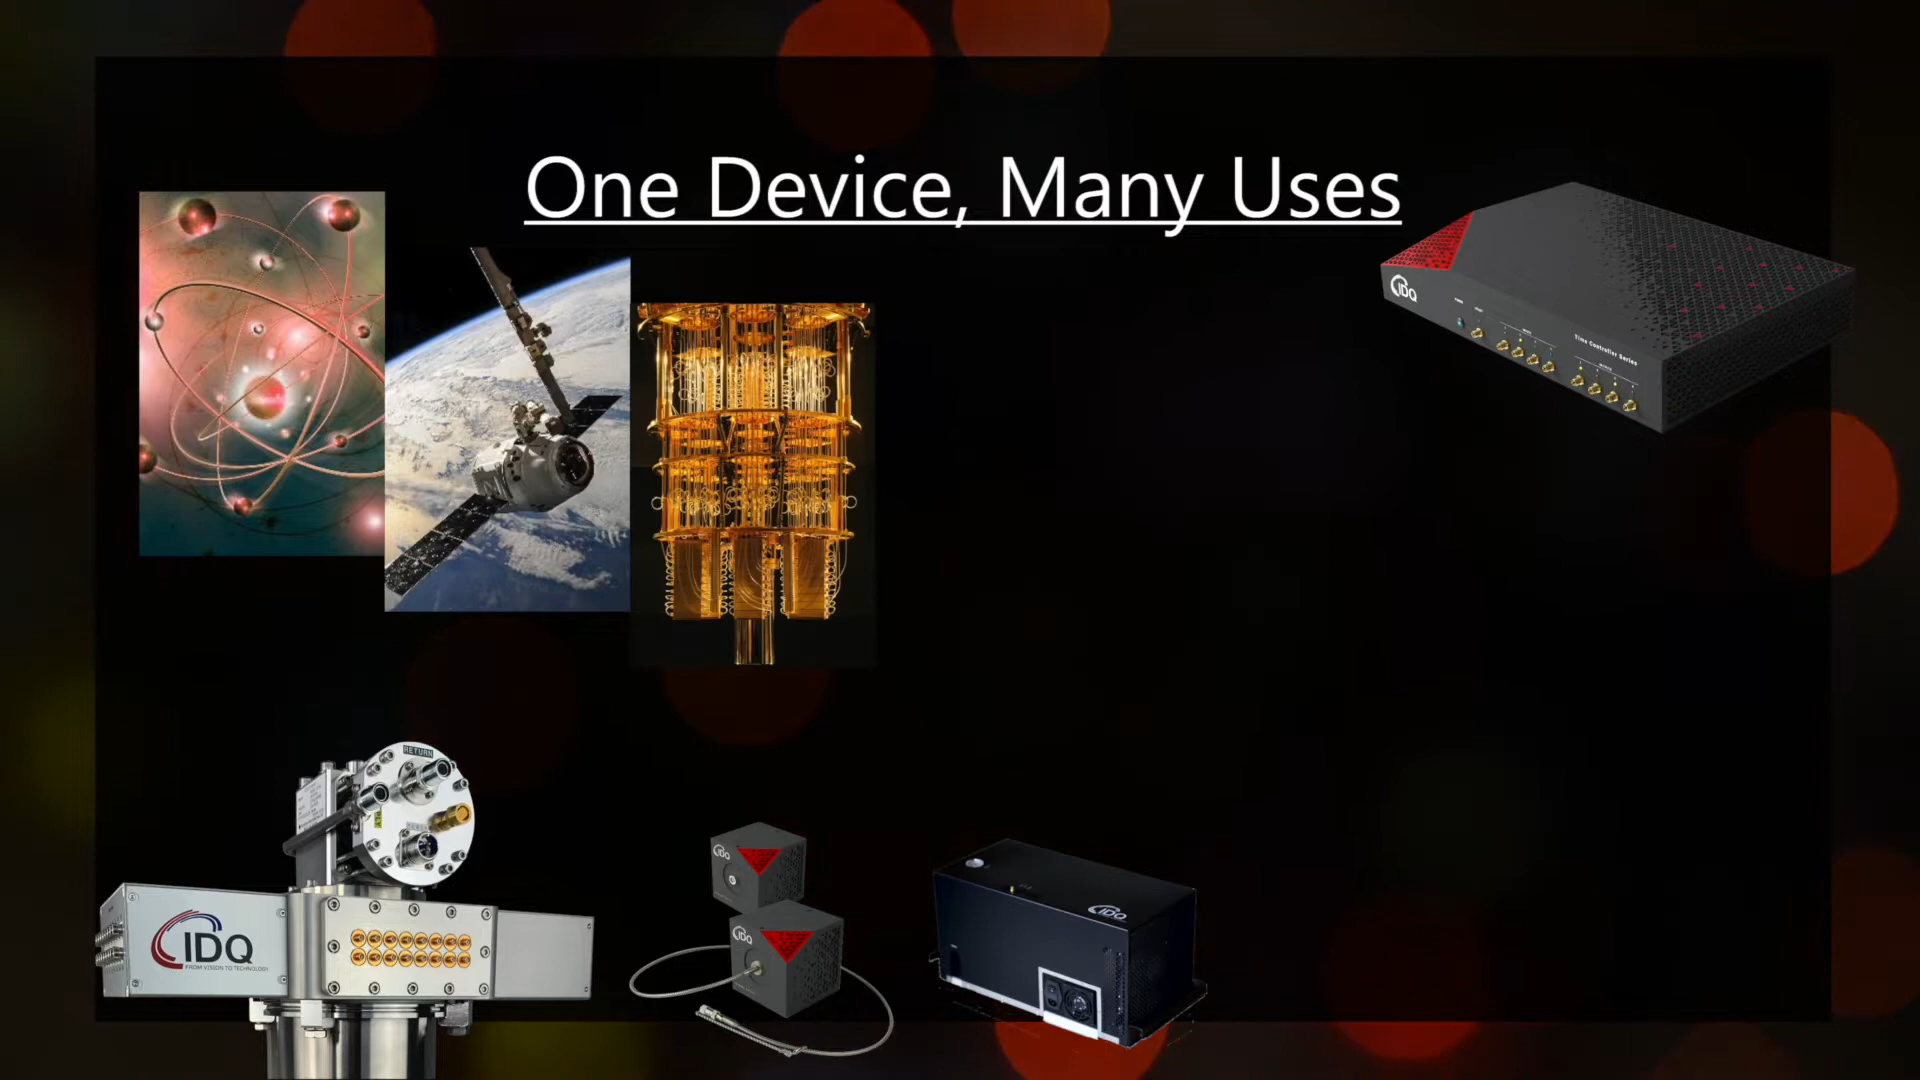 One Device, Many Uses
IDQ
Time Controller Series
RETURN
IDQ
FROM VISION TO TECHNOLOGY
IDQ
IDQ
IDQ